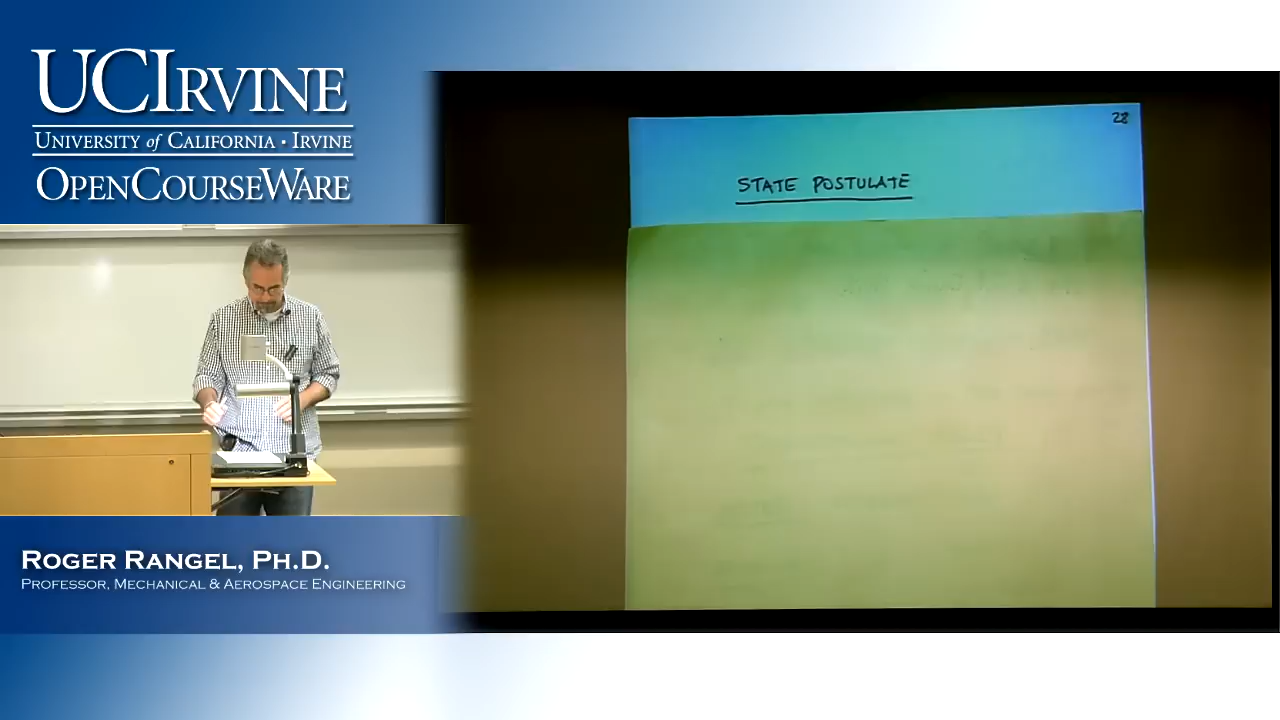 UCIRVINE
UNIVERSITY of CALIFORNIA · IRVINE
OPENCOURSEWARE
28
STATE POSTULATE
ROGER RANGEL, PH.D.
PROFESSOR, MECHANICAL & AEROSPACE ENGINEERING